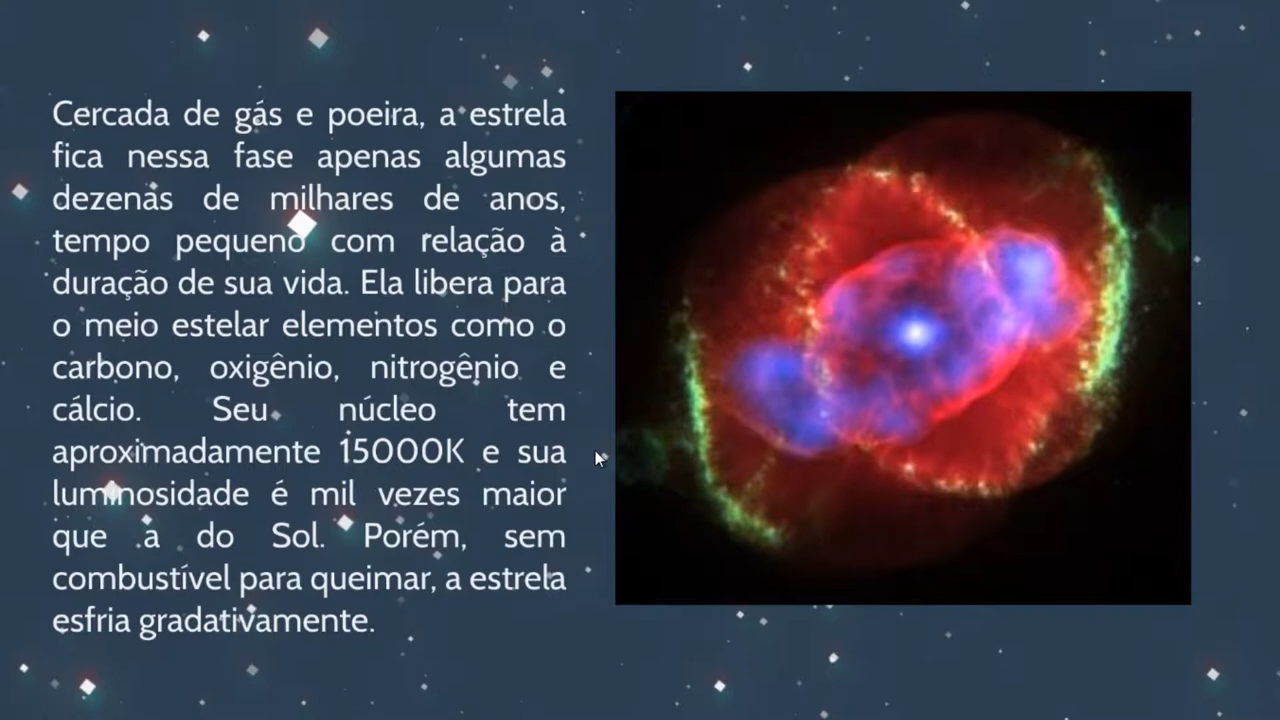 Cercada de gás e poeira, a estrela
fica nessa fase apenas algumas
dezenas de milhares de anos,
tempo pequeno com relação à
duração de sua vida. Ela libera para
o meio estelar elementos como o
carbono, oxigênio, nitrogênio e
cálcio. Seu núcleo tem
aproximadamente 15000K e sua
luminosidade é mil vezes maior
que a do Sol. Porém, sem
combustível para queimar, a estrela
esfria gradativamente.